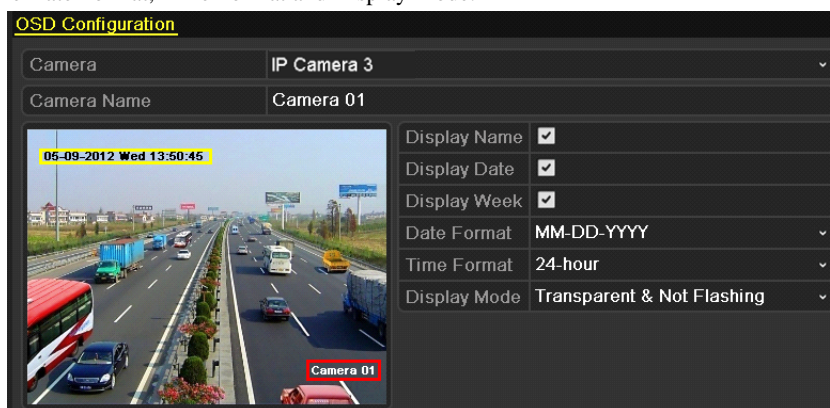 OSD Configuration
Camera IP Camera 3
Camera Name Camera 01
05-09-2012 Wed 13:50:45
Camera 01
Display Name
Display Date
Display Week
Date Format MM-DD-YYYY
Time Format 24-hour
Display Mode Transparent & Not Flashing